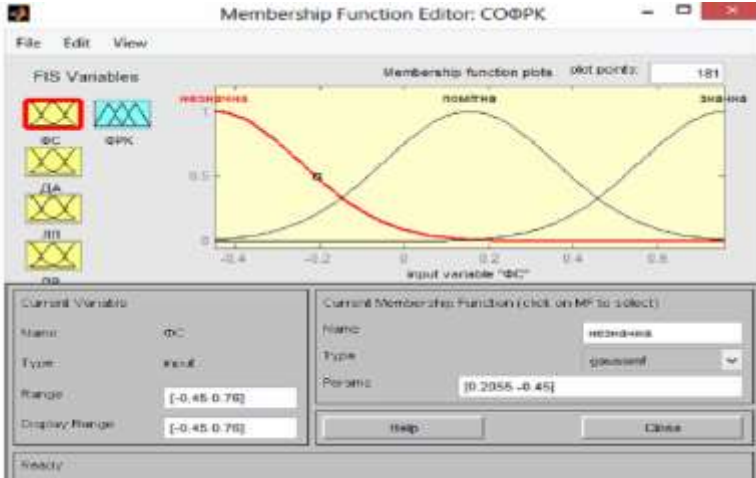 Membership Function Editor: СОФРК
File Edit View
FIS Variables
Membership function plots
plot points:
181
незначна
помітна
значна
ФС
ФРК
ДА
ЛП
1
0.5
0
-0.4 -0.2 0 0.2 0.4 0.6
input variable "ФС"
Current Variable
Name ФС
Type input
Range [-0.45 0.76]
Display Range [-0.45 0.76]
Current Membership Function (click on MF to select)
Name незначна
Type gaussmf
Params [0.2055 -0.45]
Help
Close
Ready